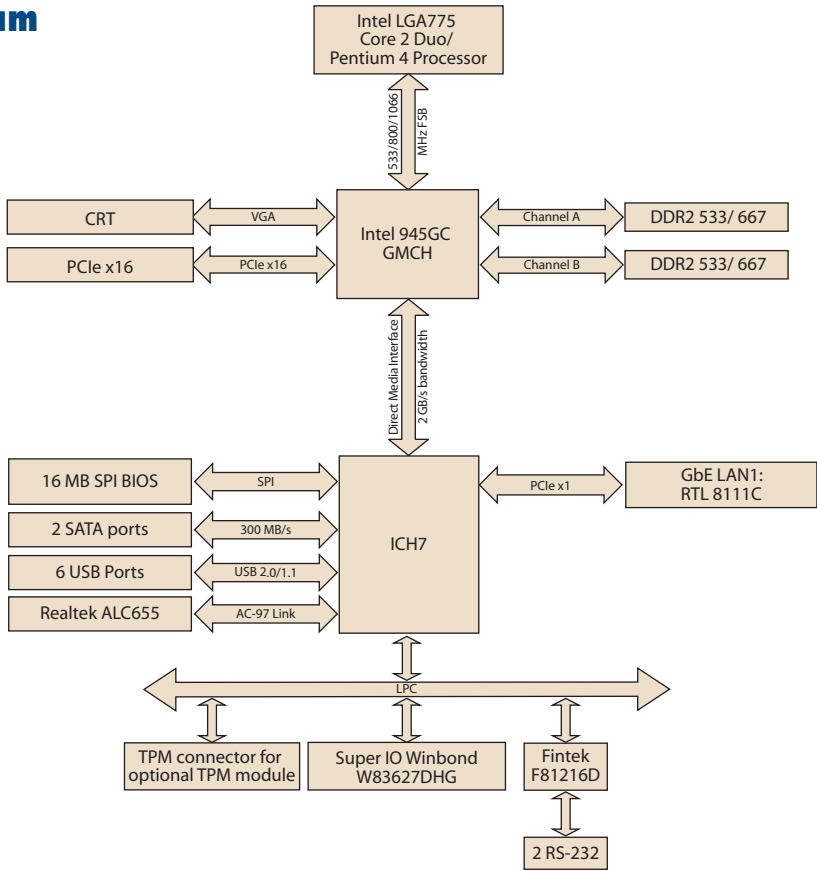 Intel LGA775
Core 2 Duo/
Pentium 4 Processor
533/800/1066
MHz FSB
CRT
VGA
Intel 945GC
GMCH
Channel A
DDR2 533/ 667
PCIe x16
PCIe x16
Channel B
DDR2 533/ 667
Direct Media Interface
2 GB/s bandwidth
16 MB SPI BIOS
SPI
ICH7
PCIe x1
GbE LAN1:
RTL 8111C
2 SATA ports
300 MB/s
6 USB Ports
USB 2.0/1.1
Realtek ALC655
AC-97 Link
LPC
TPM connector for
optional TPM module
Super IO Winbond
W83627DHG
Fintek
F81216D
2 RS-232